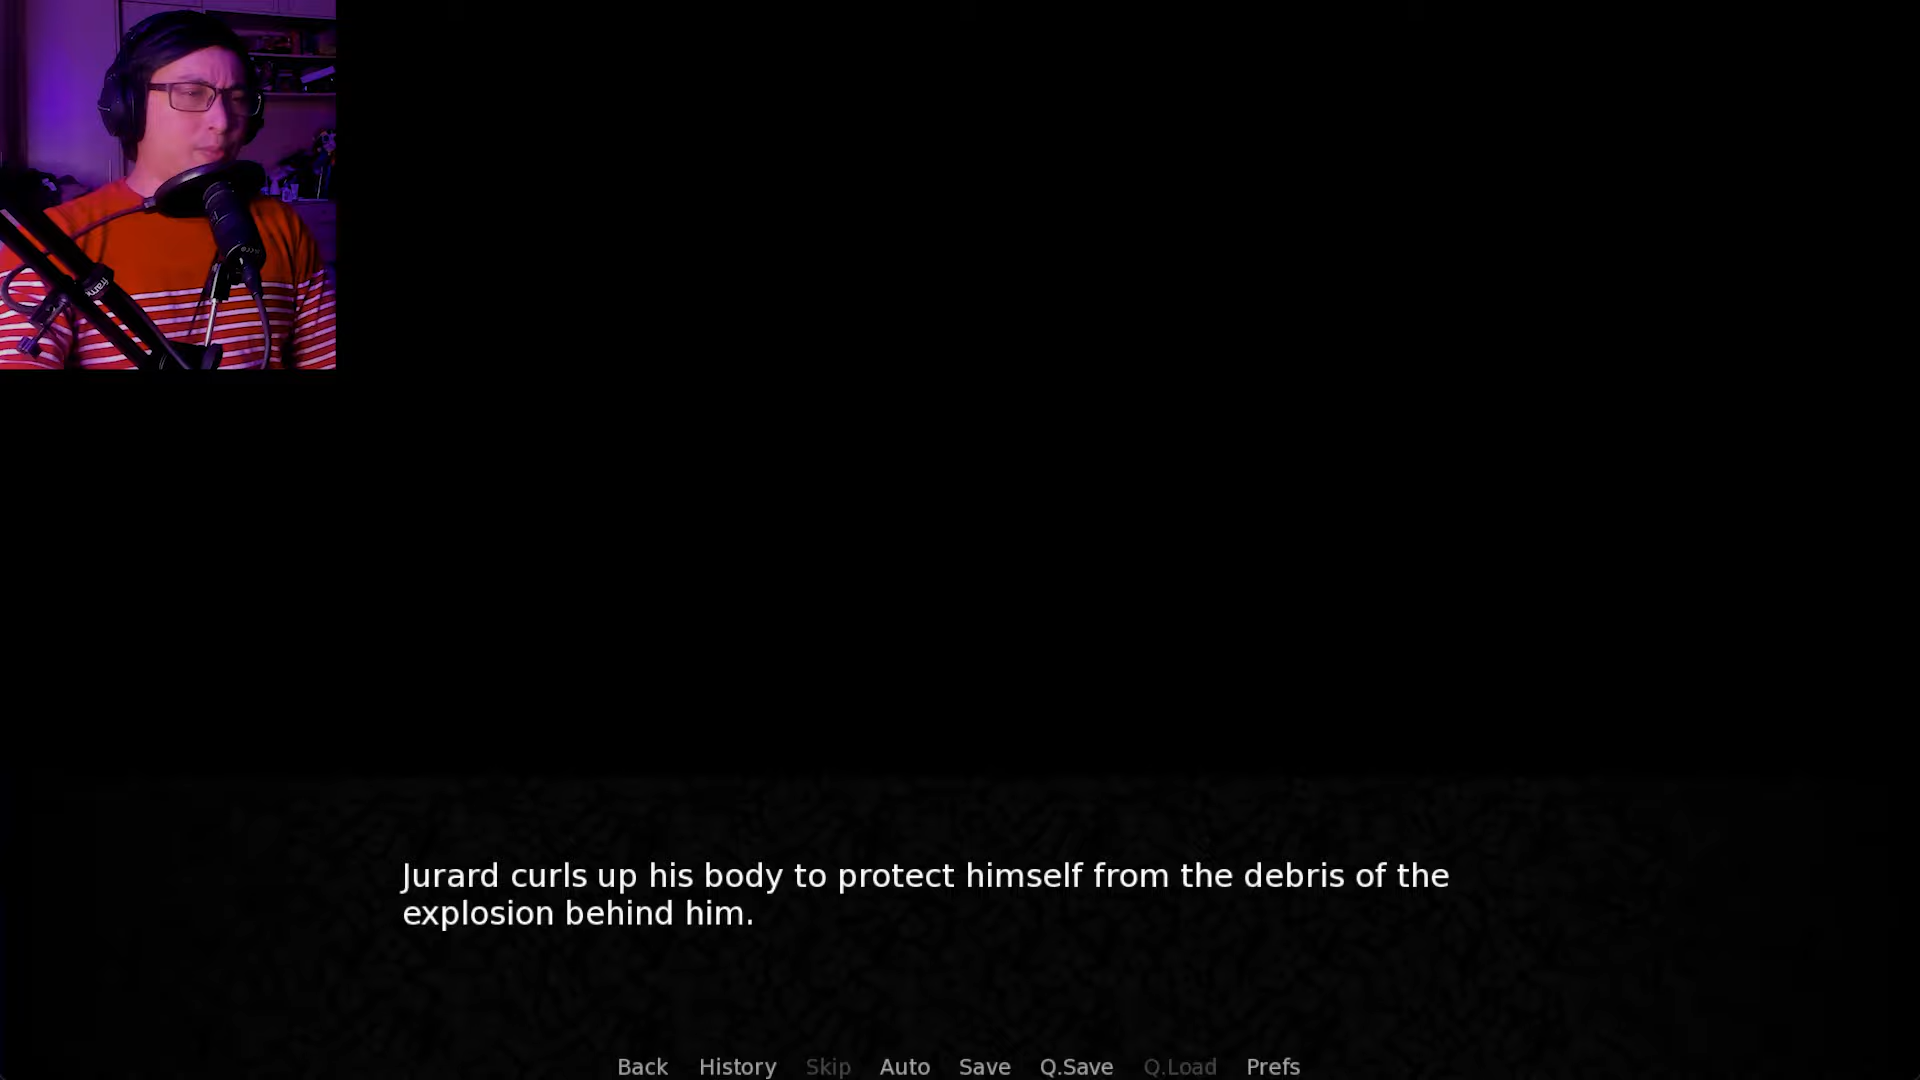 Jurard curls up his body to protect himself from the debris of the
explosion behind him.
Back History Skip Auto Save Q.Save Q.Load Prefs